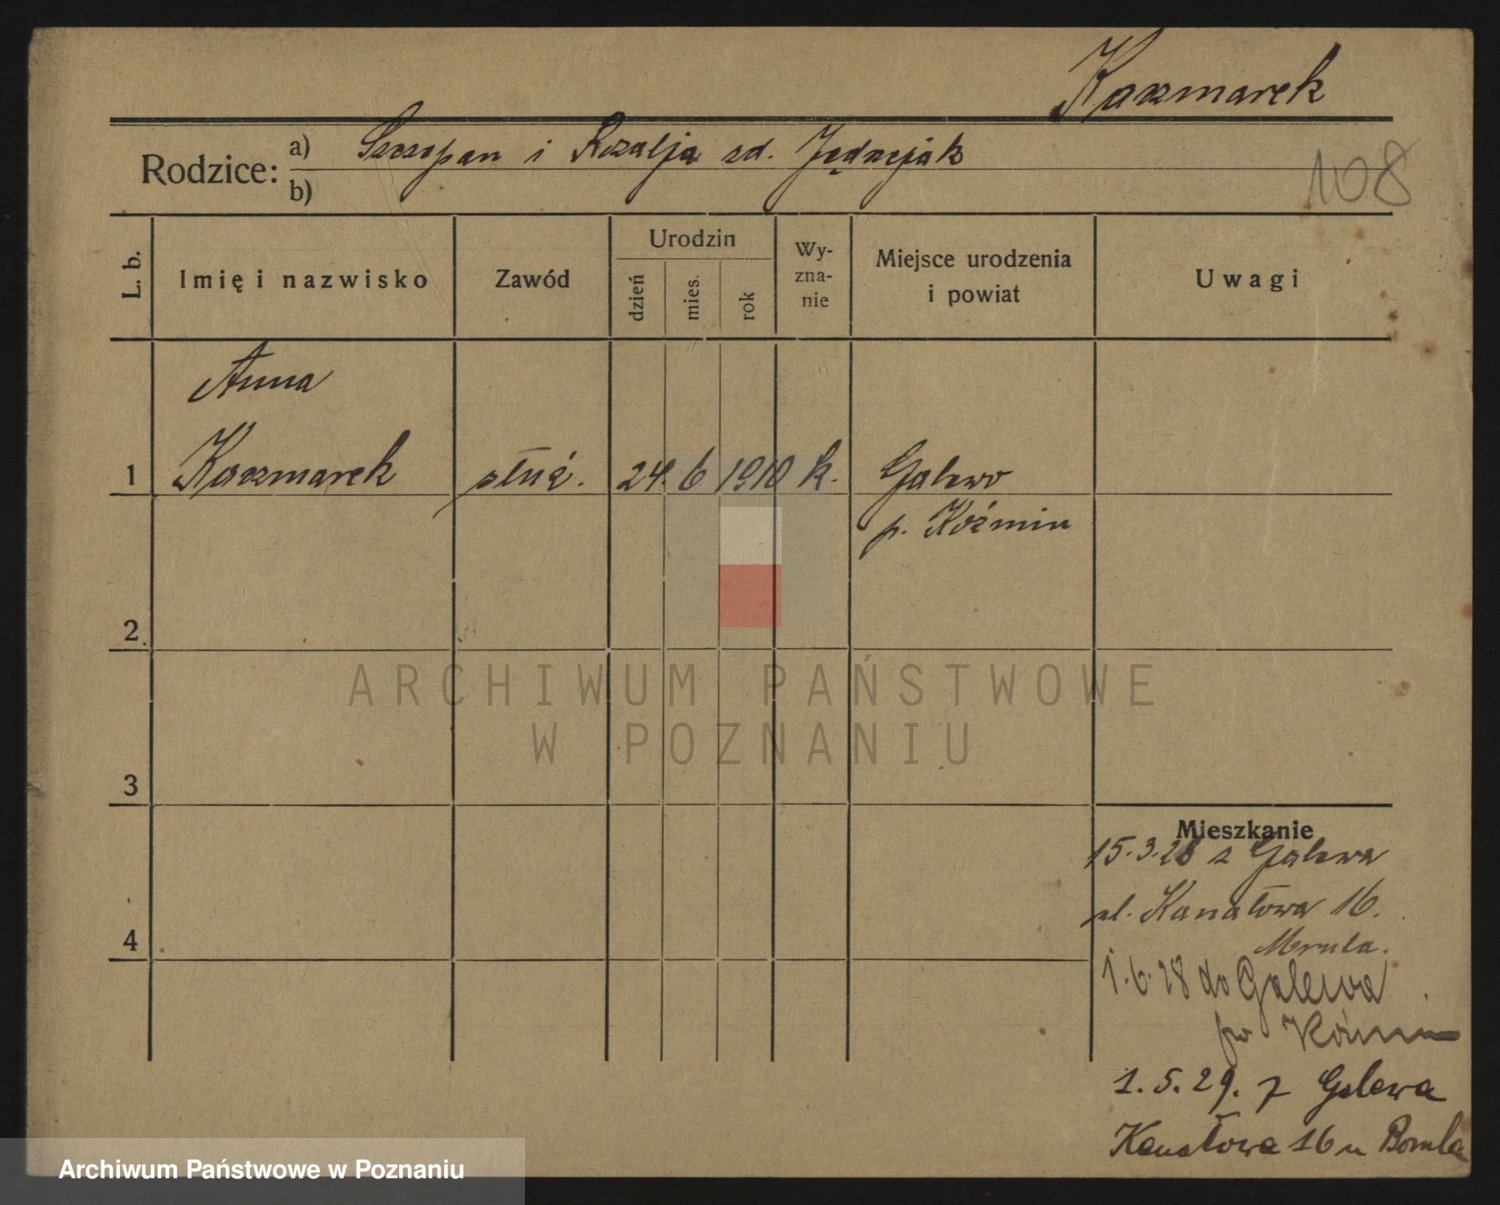 Kaczmarek
Rodzice: a) Szczepan i Rozalja zd. Jędrzejak
b)
108
L. b.
Imię i nazwisko
Zawód
Urodzin
dzień
mies.
rok
Wy-
zna-
nie
Miejsce urodzenia
i powiat
Uwagi
Anna
1 Kaczmarek służ. 24. 6 1910 k. Galewo
p. Koźmin
2.
3
4
ARCHIWUM PAŃSTWOWE
W POZNANIU
Mieszkanie
15.3.28 z Galewa
ul. Kanałowa 16.
1.6.28 do Galewa
pow Koźmin
1.5.29. z Galewa
Kanałowa 16 u
Archiwum Państwowe w Poznaniu